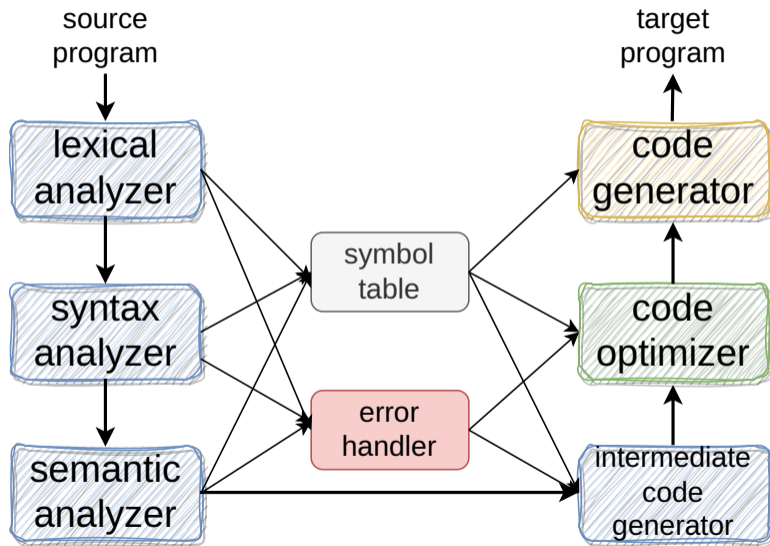 source
program
lexical
analyzer
syntax
analyzer
semantic
analyzer
symbol
table
error
handler
target
program
code
generator
code
optimizer
intermediate
code
generator